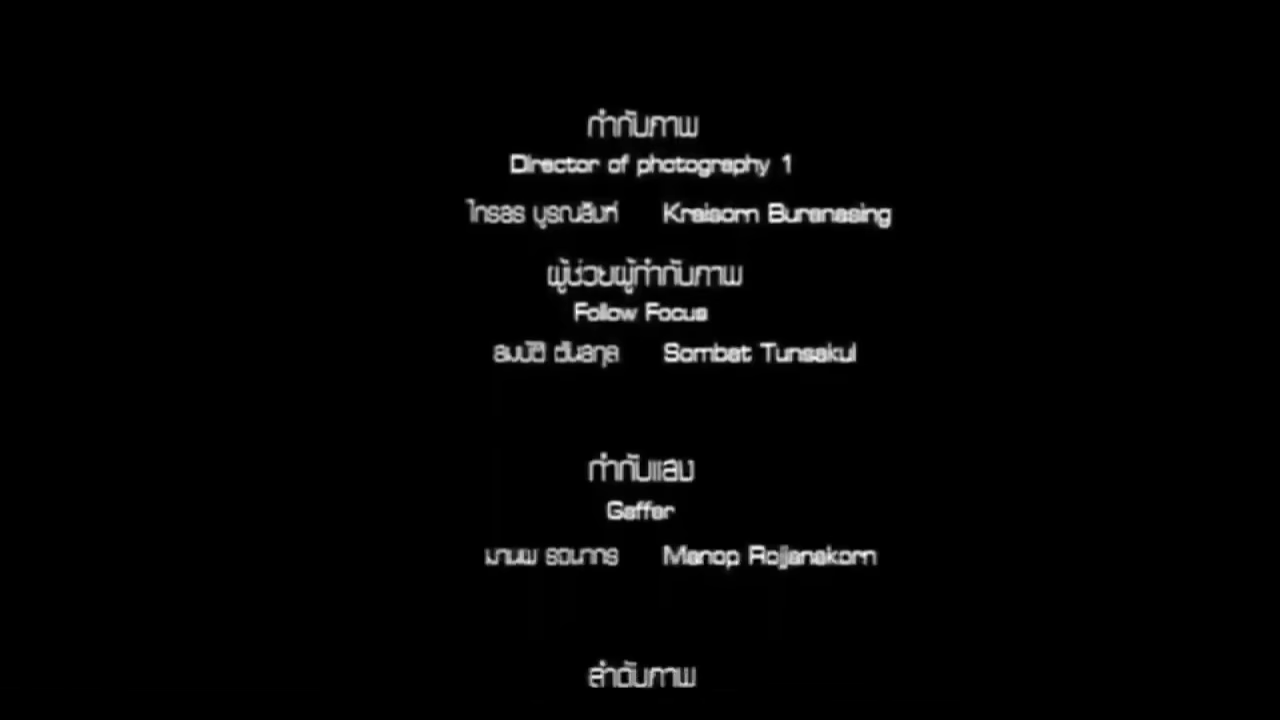 กำกับภาพ
Director of photography 1
ไกรสร บูรณสิงห์ Kraisorn Buranasing
ผู้ช่วยผู้กำกับภาพ
Follow Focus
สมบัติ ตันสกุล Sombat Tunsakul
กำกับแสง
Gaffer
มานพ รจนากร Manop Rojjanakorn
ลำดับภาพ